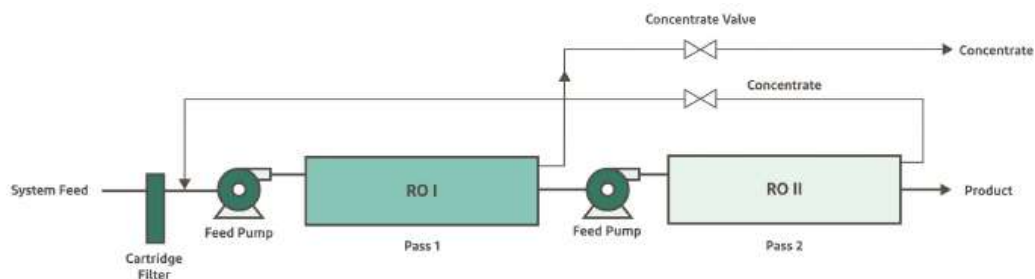 Concentrate Valve
Concentrate
Concentrate
System Feed
RO I
RO II
Product
Feed Pump
Feed Pump
Pass 1
Pass 2
Cartridge
Filter